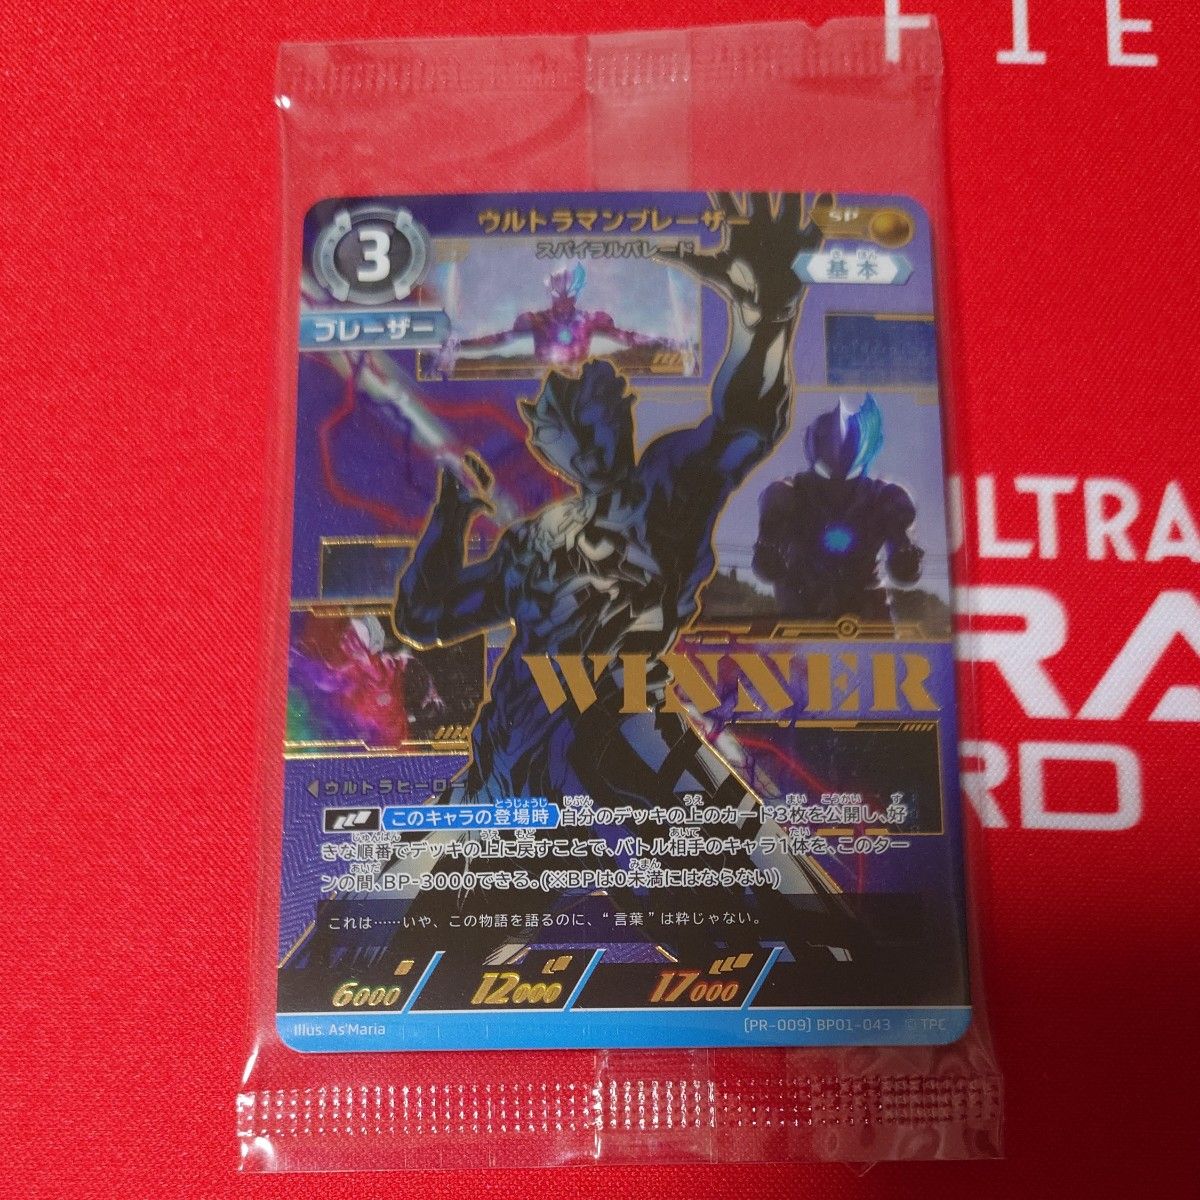 FIE
3
ウルトラマンブレーザー
スパイラルバレード
SP
きほん
基本
ブレーザー
ULTRA
RA
RD
WINNER
ウルトラヒーロー
このキャラの登場時 自分のデッキの上のカード3枚を公開し、好
きな順番でデッキの上に戻すことで、バトル相手のキャラ1体を、このター
ンの間、BP-3000できる。(※BPは0未満にはならない)
これは……いや、この物語を語るのに、“言葉”は粋じゃない。
6000 12000 17000
Illus. As'Maria
[PR-009] BP01-043 © TPC